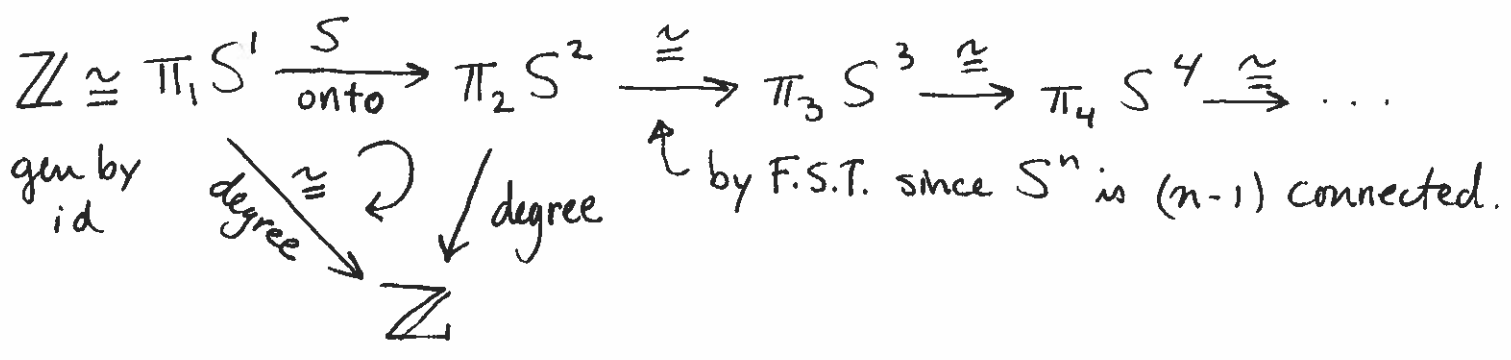 ℤ ≅ π₁S¹ —S/onto→ π₂S² —≅→ π₃S³ —≅→ π₄S⁴ —≅→ ...
gen by
id
degree ≅
degree
by F.S.T. since Sⁿ is (n-1) connected.
ℤ